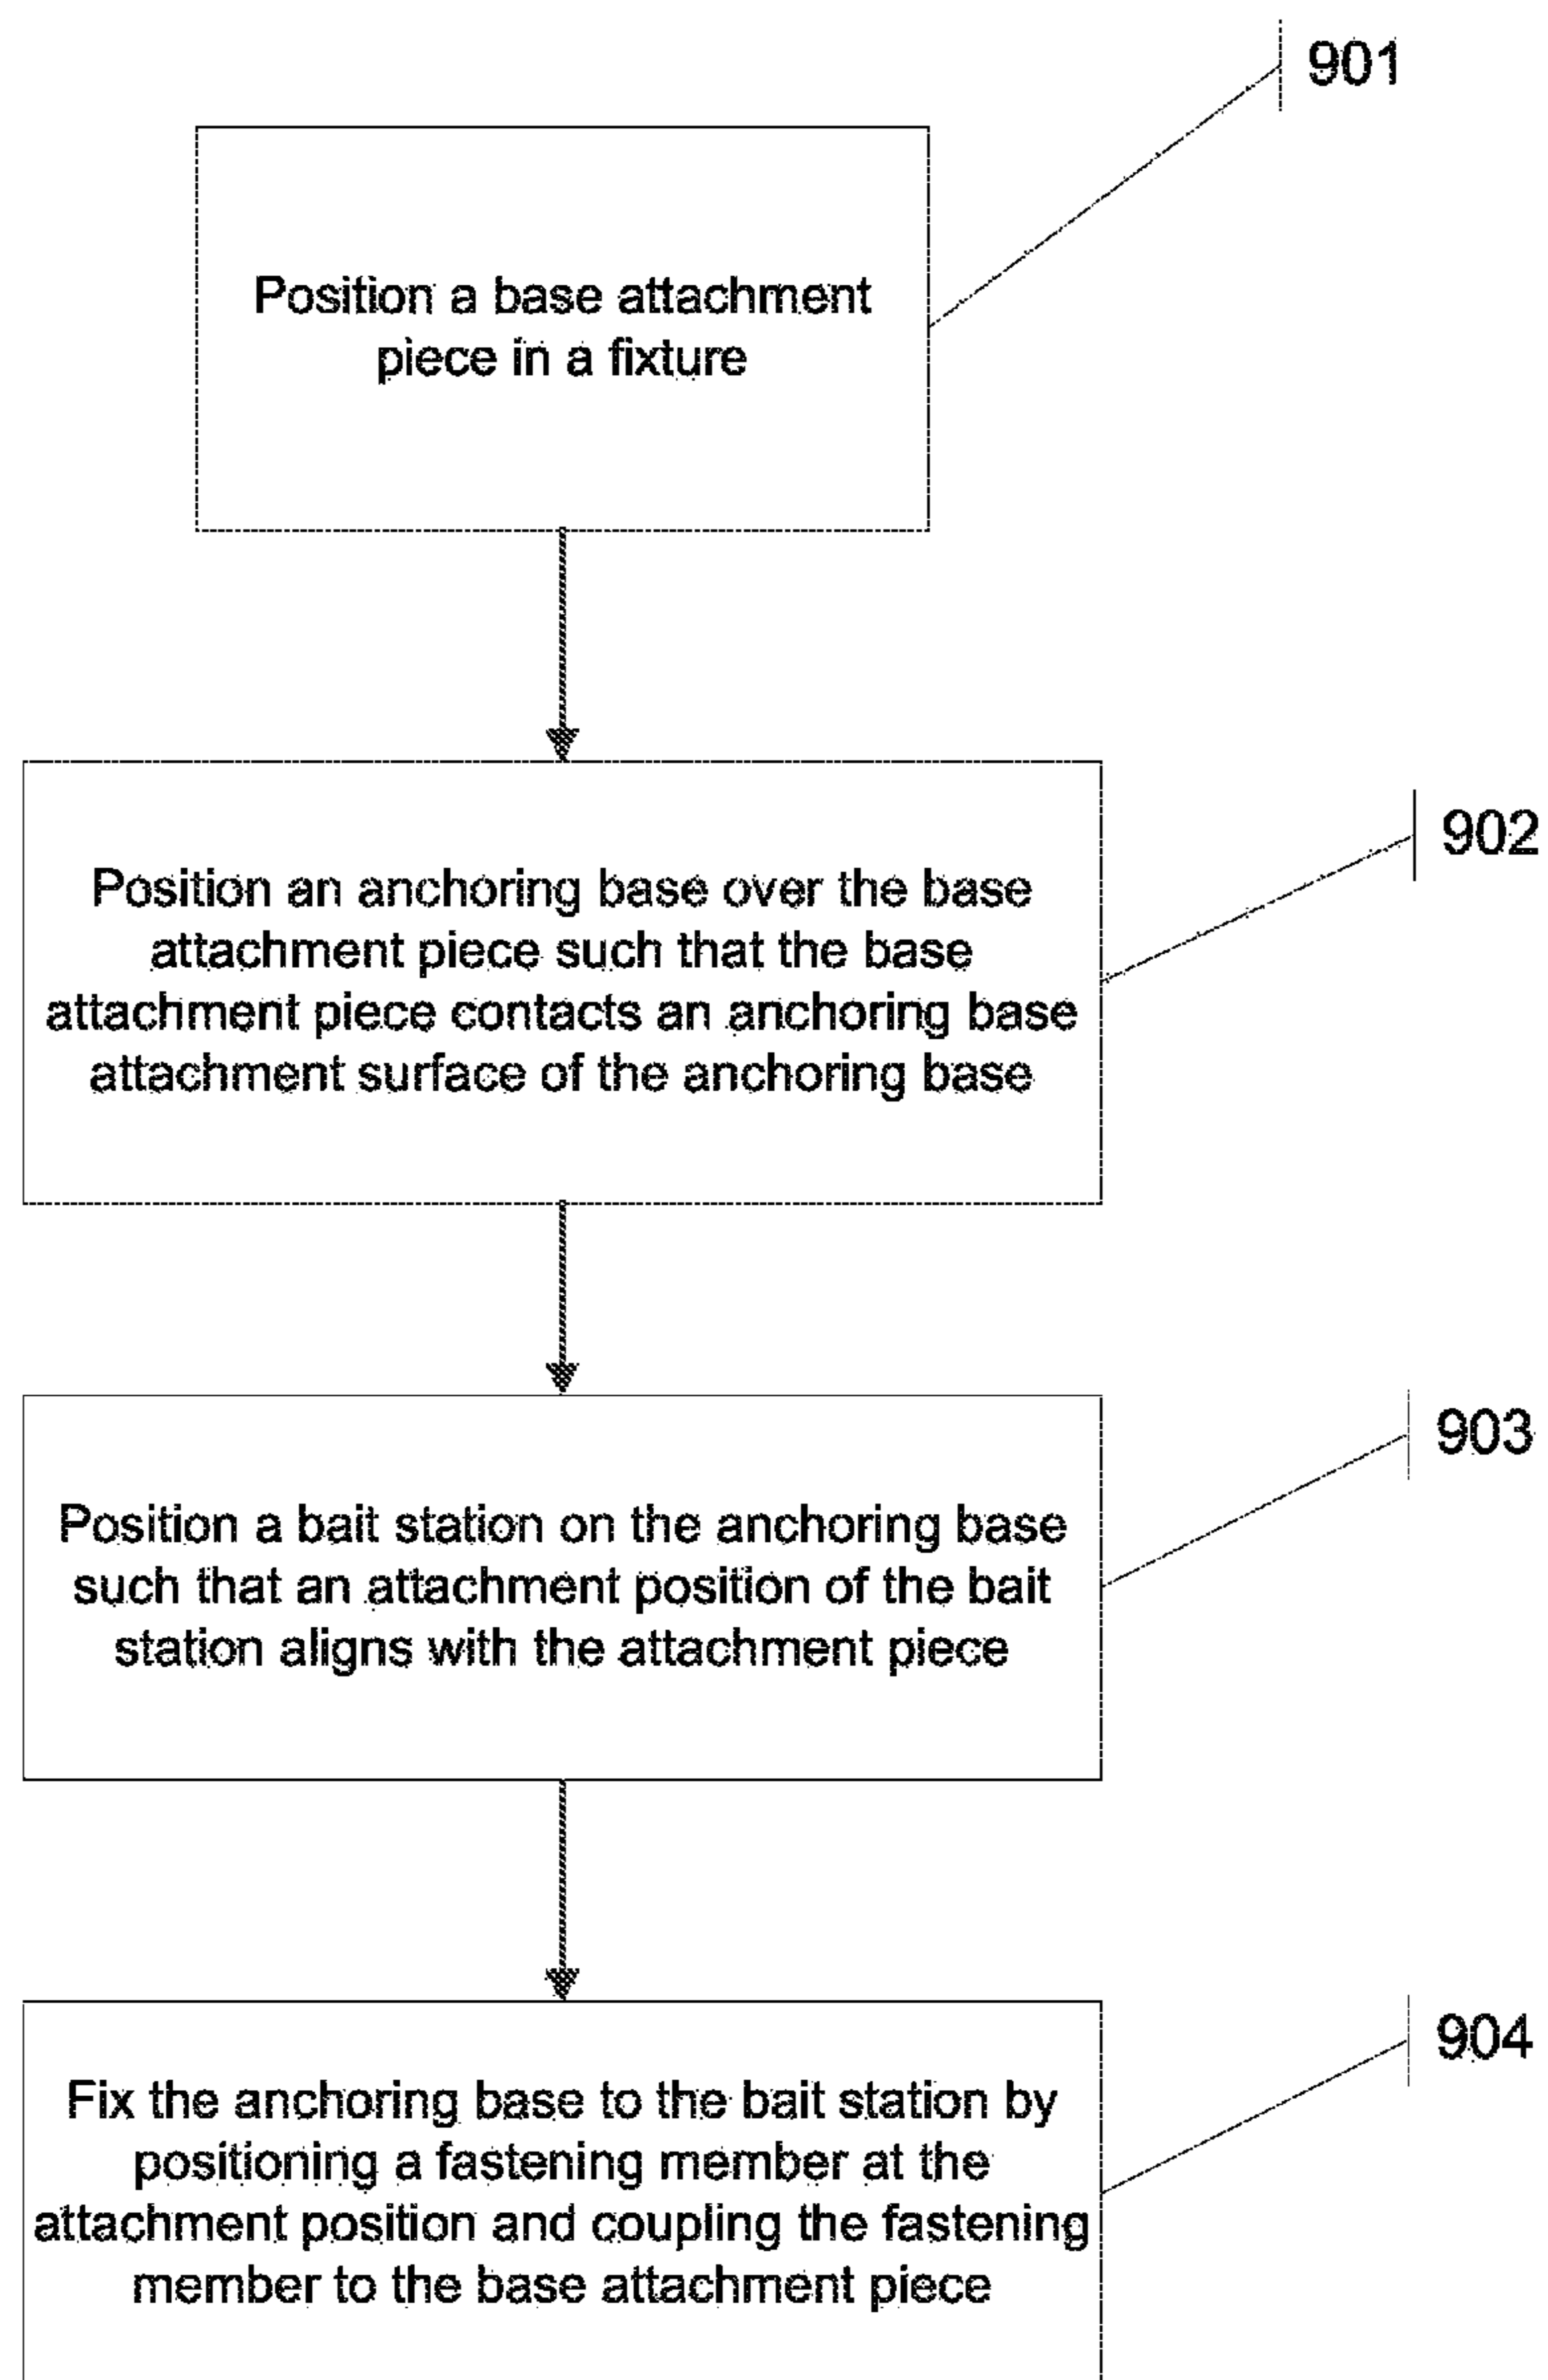 901
Position a base attachment
piece in a fixture
902
Position an anchoring base over the base
attachment piece such that the base
attachment piece contacts an anchoring base
attachment surface of the anchoring base
903
Position a bait station on the anchoring base
such that an attachment position of the bait
station aligns with the attachment piece
904
Fix the anchoring base to the bait station by
positioning a fastening member at the
attachment position and coupling the fastening
member to the base attachment piece